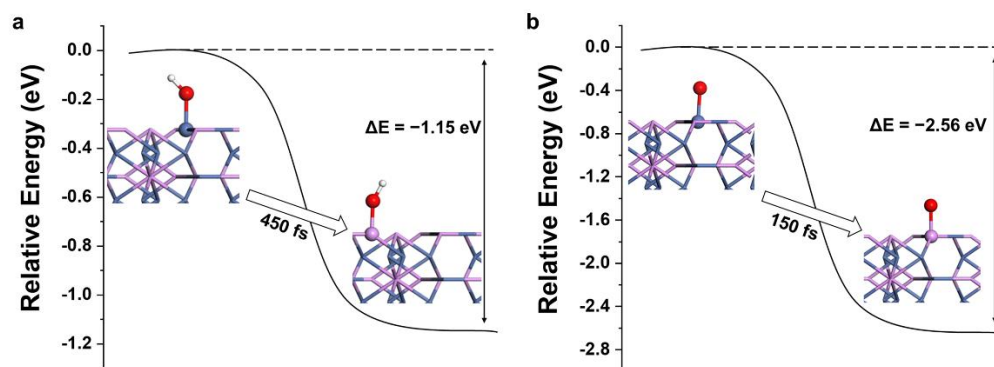 a
Relative Energy (eV)
0.0
-0.2
-0.4
-0.6
-0.8
-1.0
-1.2
450 fs
ΔE = −1.15 eV
b
Relative Energy (eV)
0.0
-0.4
-0.8
-1.2
-1.6
-2.0
-2.4
-2.8
150 fs
ΔE = −2.56 eV